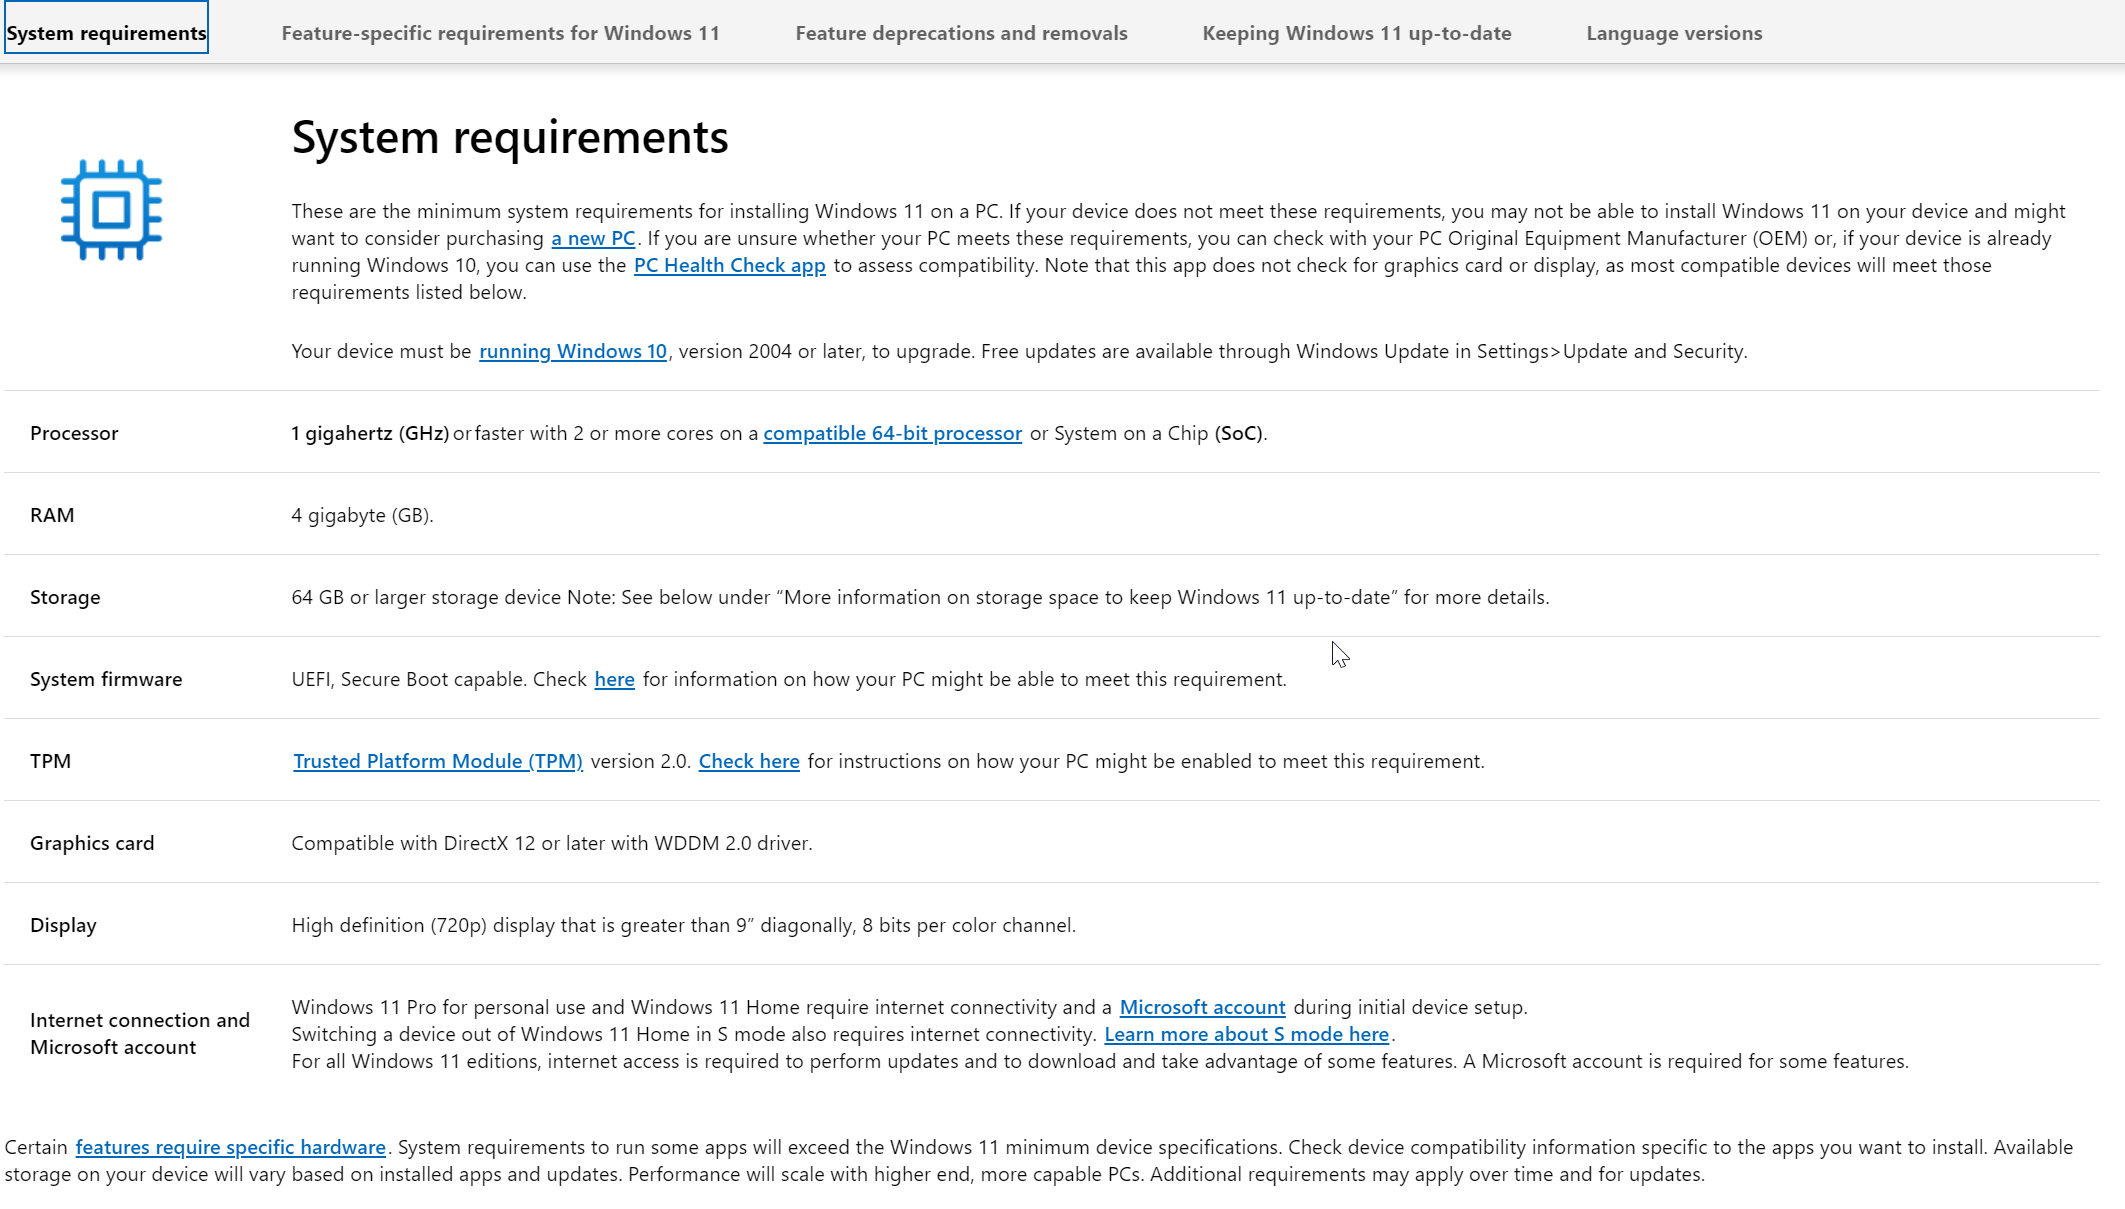 System requirements
Feature-specific requirements for Windows 11
Feature deprecations and removals
Keeping Windows 11 up-to-date
Language versions
System requirements
These are the minimum system requirements for installing Windows 11 on a PC. If your device does not meet these requirements, you may not be able to install Windows 11 on your device and might
want to consider purchasing a new PC. If you are unsure whether your PC meets these requirements, you can check with your PC Original Equipment Manufacturer (OEM) or, if your device is already
running Windows 10, you can use the PC Health Check app to assess compatibility. Note that this app does not check for graphics card or display, as most compatible devices will meet those
requirements listed below.
Your device must be running Windows 10, version 2004 or later, to upgrade. Free updates are available through Windows Update in Settings>Update and Security.
Processor
1 gigahertz (GHz) or faster with 2 or more cores on a compatible 64-bit processor or System on a Chip (SoC).
RAM
4 gigabyte (GB).
Storage
64 GB or larger storage device Note: See below under “More information on storage space to keep Windows 11 up-to-date” for more details.
System firmware
UEFI, Secure Boot capable. Check here for information on how your PC might be able to meet this requirement.
TPM
Trusted Platform Module (TPM) version 2.0. Check here for instructions on how your PC might be enabled to meet this requirement.
Graphics card
Compatible with DirectX 12 or later with WDDM 2.0 driver.
Display
High definition (720p) display that is greater than 9” diagonally, 8 bits per color channel.
Internet connection and
Microsoft account
Windows 11 Pro for personal use and Windows 11 Home require internet connectivity and a Microsoft account during initial device setup.
Switching a device out of Windows 11 Home in S mode also requires internet connectivity. Learn more about S mode here.
For all Windows 11 editions, internet access is required to perform updates and to download and take advantage of some features. A Microsoft account is required for some features.
Certain features require specific hardware. System requirements to run some apps will exceed the Windows 11 minimum device specifications. Check device compatibility information specific to the apps you want to install. Available
storage on your device will vary based on installed apps and updates. Performance will scale with higher end, more capable PCs. Additional requirements may apply over time and for updates.